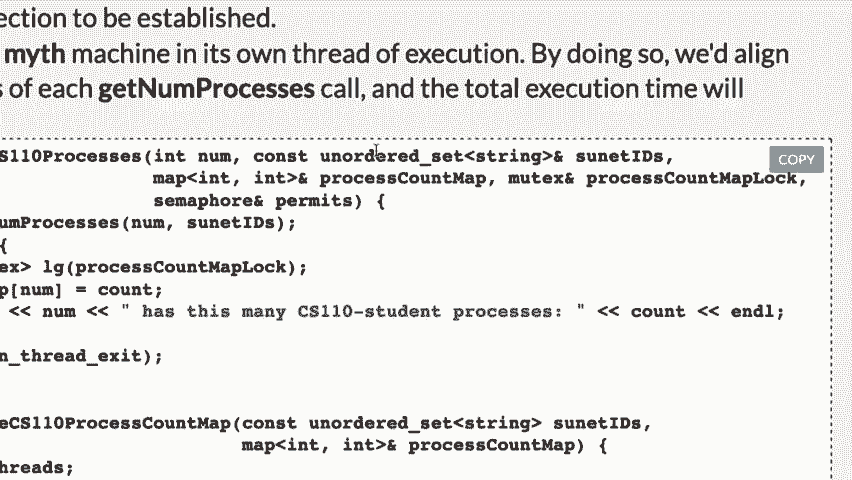 ection to be established.
myth machine in its own thread of execution. By doing so, we'd align
s of each getNumProcesses call, and the total execution time will
S110Processes(int num, const unordered_set<string>& sunetIDs,
COPY
map<int, int>& processCountMap, mutex& processCountMapLock,
semaphore& permits) {
umProcesses(num, sunetIDs);
{
ex> lg(processCountMapLock);
p[num] = count;
<< num << " has this many CS110-student processes: " << count << endl;
n_thread_exit);
eCS110ProcessCountMap(const unordered_set<string> sunetIDs,
map<int, int>& processCountMap) {
hreads;